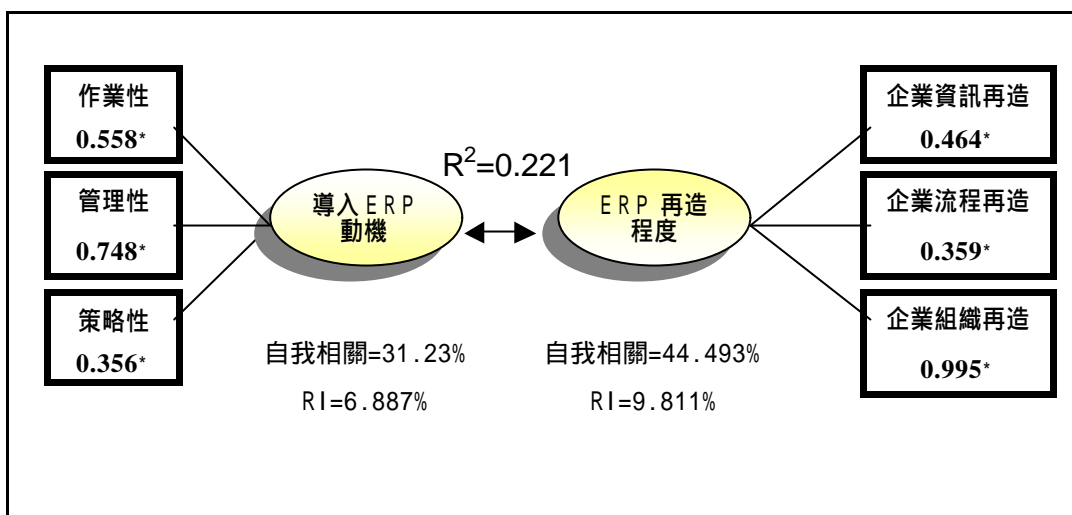 作業性
0.558*
管理性
0.748*
策略性
0.356*
導入ERP
動機
自我相關=31.23%
RI=6.887%
R²=0.221
ERP 再造
程度
自我相關=44.493%
RI=9.811%
企業資訊再造
0.464*
企業流程再造
0.359*
企業組織再造
0.995*